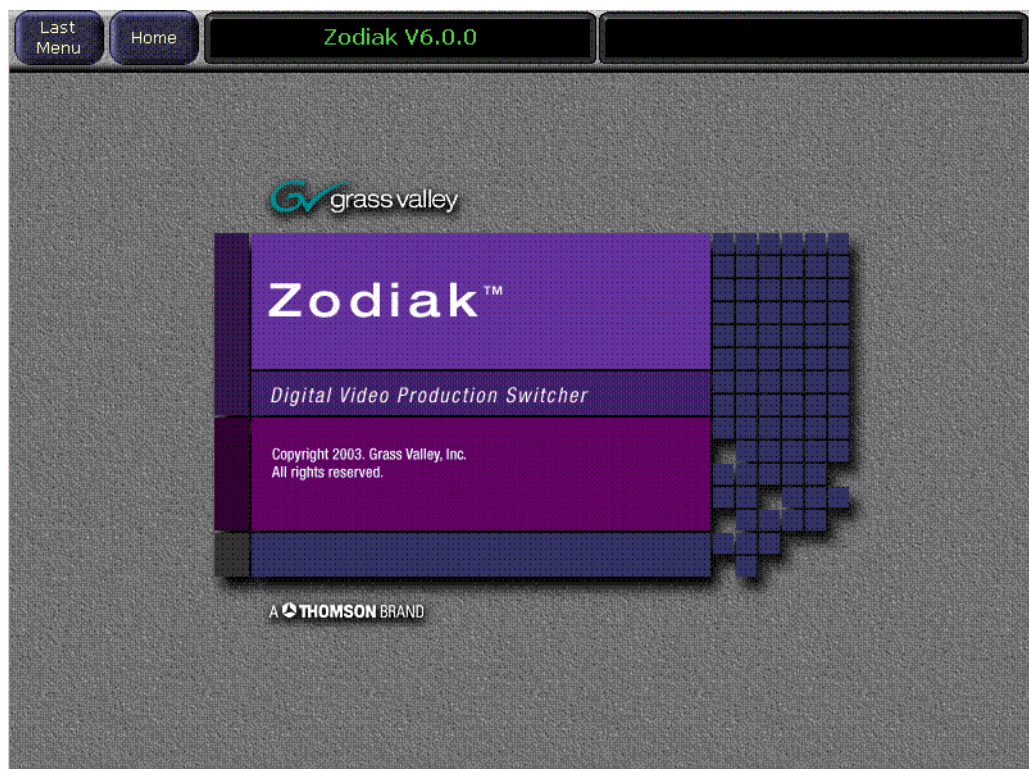 Last
Menu
Home
Zodiak V6.0.0
GV grass valley
Zodiak™
Digital Video Production Switcher
Copyright 2003. Grass Valley, Inc.
All rights reserved.
A THOMSON BRAND